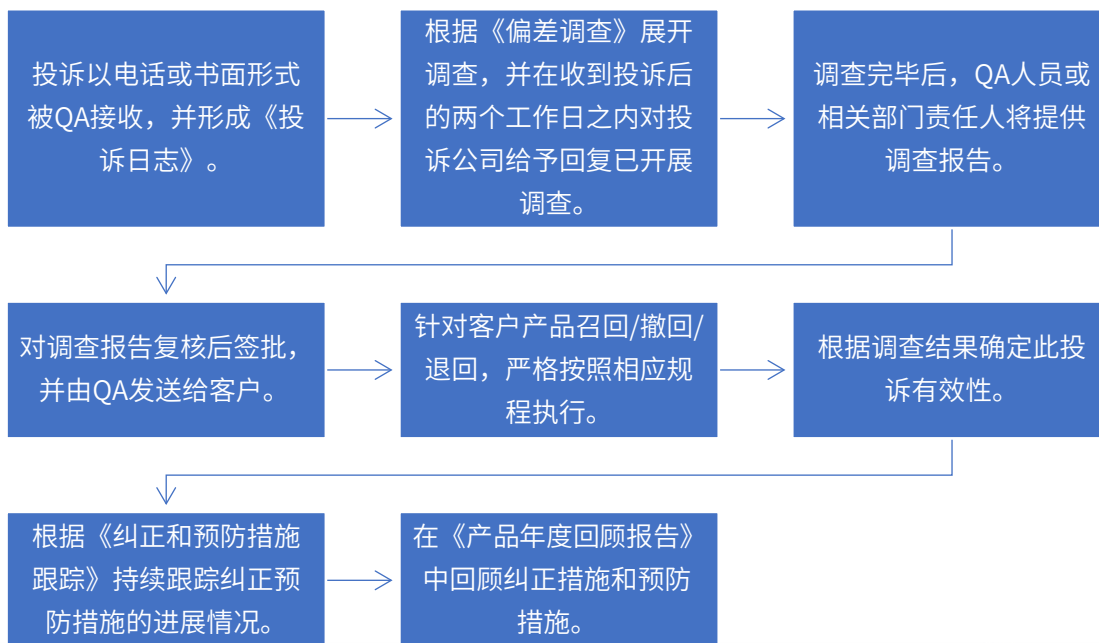 投诉以电话或书面形式
被QA接收，并形成《投
诉日志》。
根据《偏差调查》展开
调查，并在收到投诉后
的两个工作日之内对投
诉公司给予回复已开展
调查。
调查完毕后，QA人员或
相关部门责任人将提供
调查报告。
对调查报告复核后签批，
并由QA发送给客户。
针对客户产品召回/撤回/
退回，严格按照相应规
程执行。
根据调查结果确定此投
诉有效性。
根据《纠正和预防措施
跟踪》持续跟踪纠正预
防措施的进展情况。
在《产品年度回顾报告》
中回顾纠正措施和预防
措施。